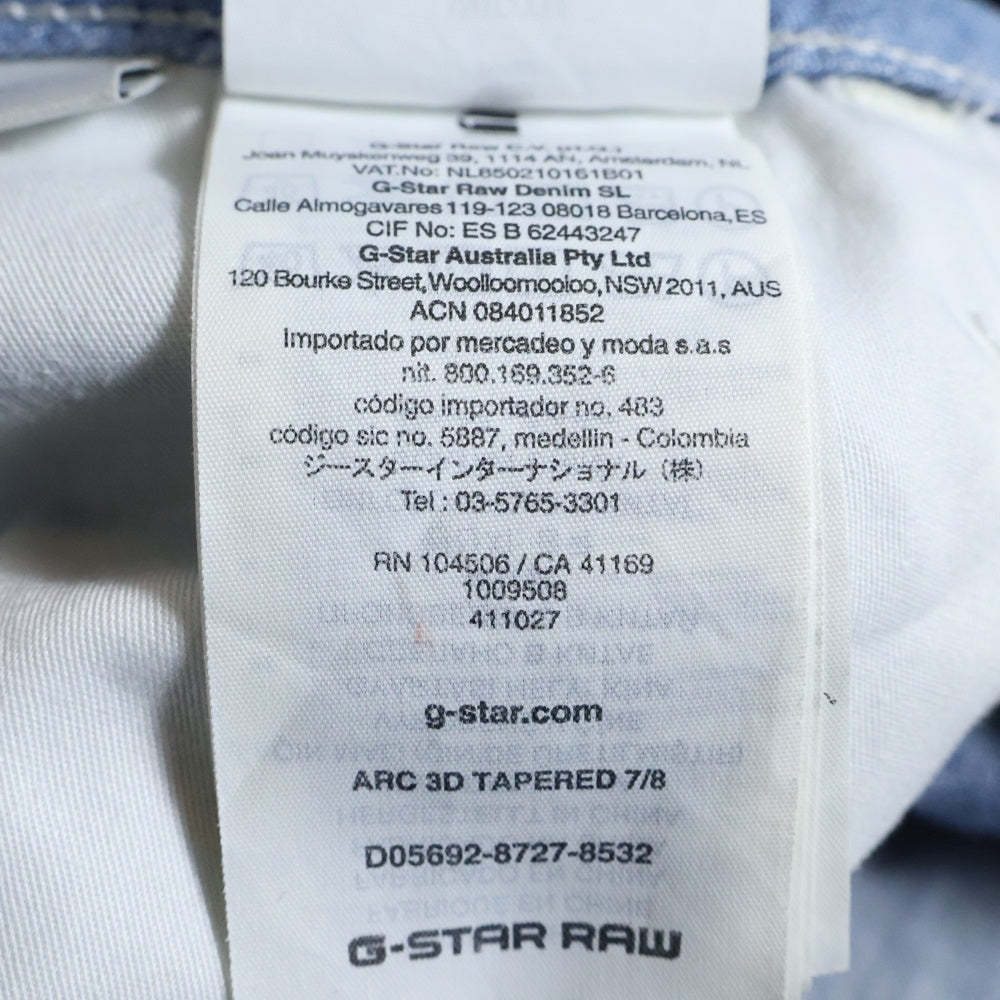 G-Star Raw C.V.
Joan Muyskenweg 39, 1114 AN, Amsterdam, NL
VAT.No: NL850210161B01
G-Star Raw Denim SL
Calle Almogavares 119-123 08018 Barcelona, ES
CIF No: ES B 62443247
G-Star Australia Pty Ltd
120 Bourke Street, Woolloomooloo, NSW 2011, AUS
ACN 084011852
Importado por mercadeo y moda s.a.s
nit. 800.169.352-6
código importador no. 483
código sic no. 5887, medellin - Colombia
ジースターインターナショナル（株）
Tel : 03-5765-3301
RN 104506 / CA 41169
1009508
411027
g-star.com
ARC 3D TAPERED 7/8
D05692-8727-8532
G-STAR RAW